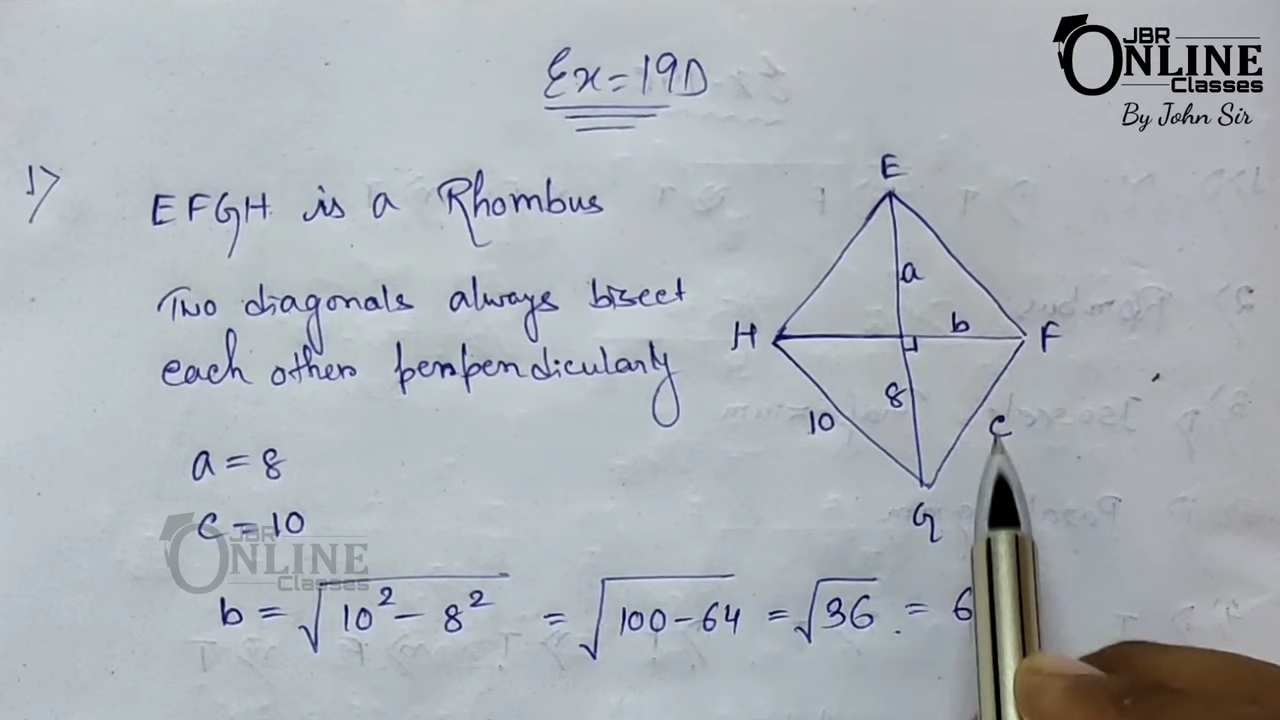 JBR
ONLINE
Classes
By John Sir
Ex = 19D
1)
EFGH is a Rhombus
Two diagonals always bisect
each other perpendicularly
a = 8
c = 10
b = √(10² - 8²) = √(100-64) = √36 = 6
E
a
H
b
F
8
10
c
G
JBR
ONLINE
Classes